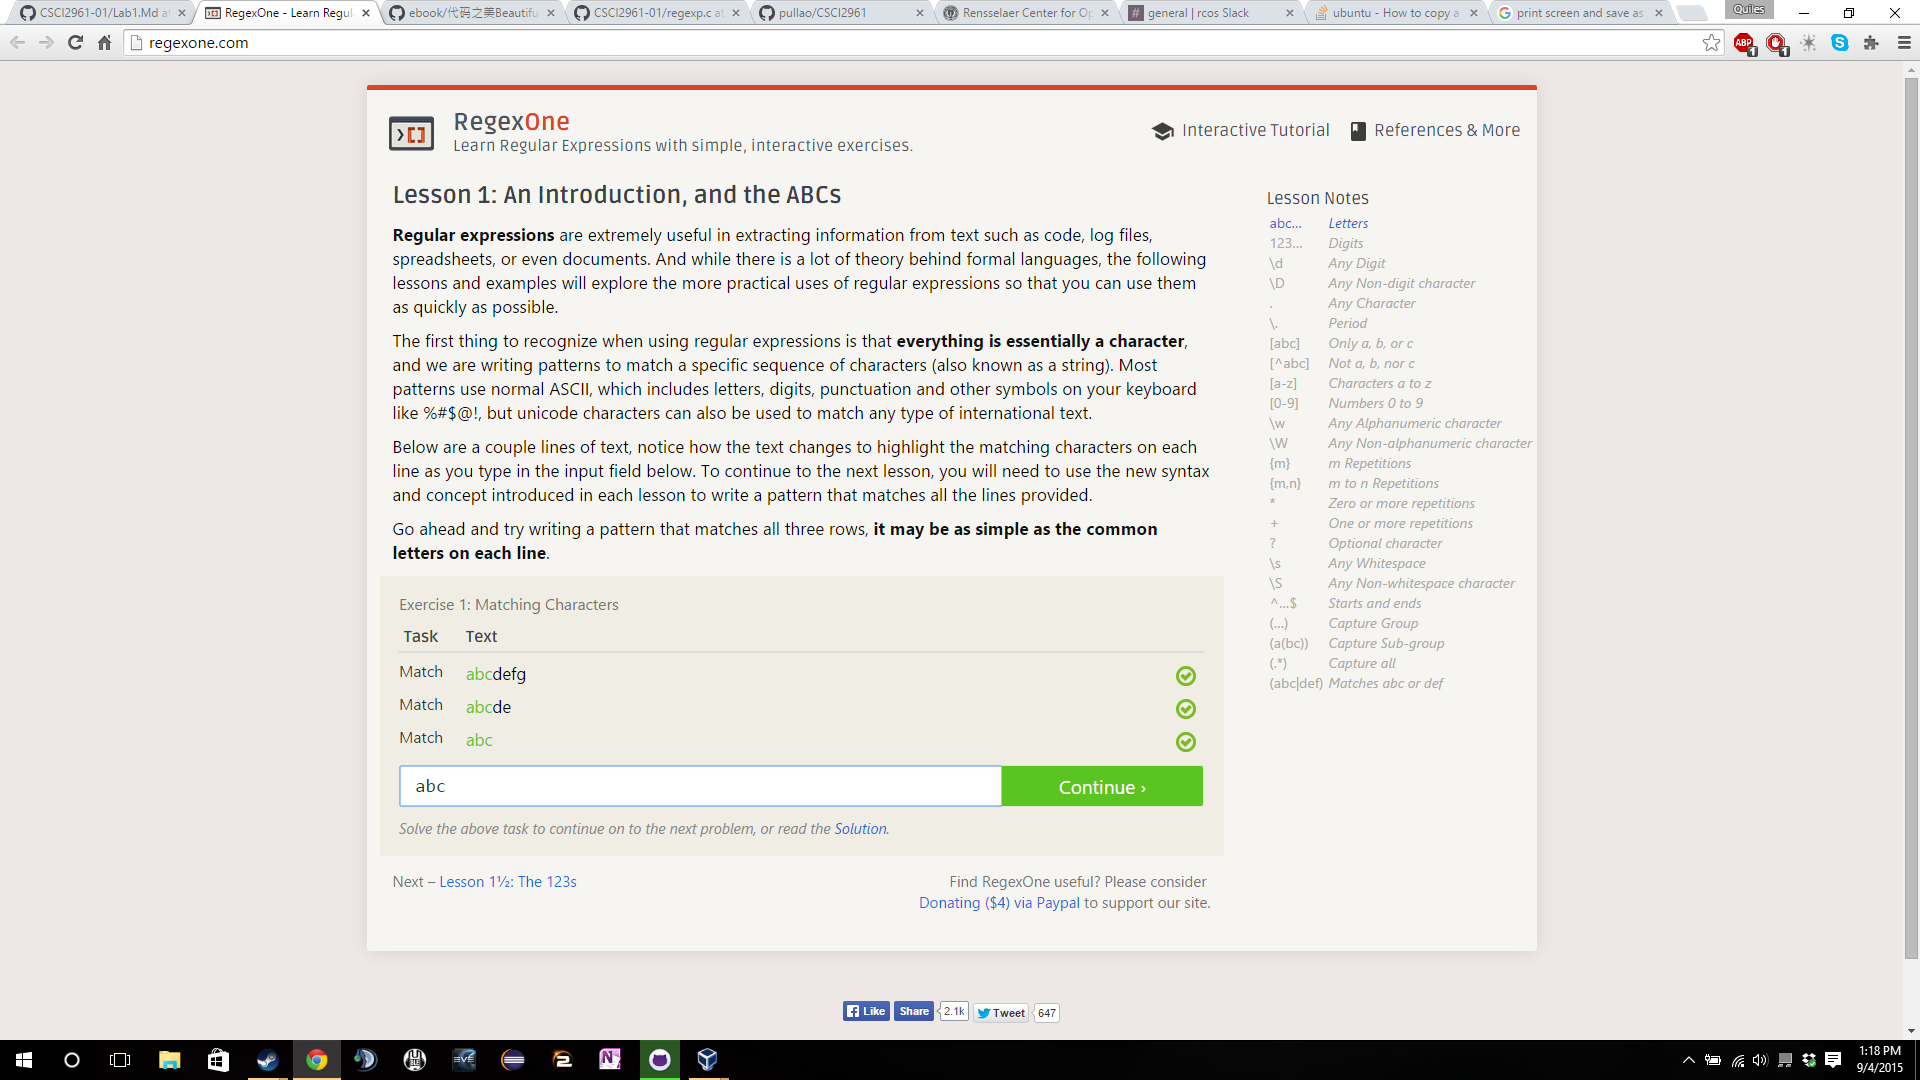 CSCI2961-01/Lab1.Md at
RegexOne - Learn Regul
ebook/代码之美Beautifu
CSCI2961-01/regexp.c at
pullao/CSCI2961
Rensselaer Center for Op
general | rcos Slack
ubuntu - How to copy a
print screen and save as
Quiles
regexone.com
RegexOne
Learn Regular Expressions with simple, interactive exercises.
Interactive Tutorial
References & More
Lesson 1: An Introduction, and the ABCs
Regular expressions are extremely useful in extracting information from text such as code, log files,
spreadsheets, or even documents. And while there is a lot of theory behind formal languages, the following
lessons and examples will explore the more practical uses of regular expressions so that you can use them
as quickly as possible.
The first thing to recognize when using regular expressions is that everything is essentially a character,
and we are writing patterns to match a specific sequence of characters (also known as a string). Most
patterns use normal ASCII, which includes letters, digits, punctuation and other symbols on your keyboard
like %#$@!, but unicode characters can also be used to match any type of international text.
Below are a couple lines of text, notice how the text changes to highlight the matching characters on each
line as you type in the input field below. To continue to the next lesson, you will need to use the new syntax
and concept introduced in each lesson to write a pattern that matches all the lines provided.
Go ahead and try writing a pattern that matches all three rows, it may be as simple as the common
letters on each line.
Exercise 1: Matching Characters
Task Text
Match abcdefg
Match abcde
Match abc
abc
Continue ›
Solve the above task to continue on to the next problem, or read the Solution.
Next – Lesson 1½: The 123s
Find RegexOne useful? Please consider
Donating ($4) via Paypal to support our site.
Lesson Notes
abc... Letters
123... Digits
\d Any Digit
\D Any Non-digit character
. Any Character
\. Period
[abc] Only a, b, or c
[^abc] Not a, b, nor c
[a-z] Characters a to z
[0-9] Numbers 0 to 9
\w Any Alphanumeric character
\W Any Non-alphanumeric character
{m} m Repetitions
{m,n} m to n Repetitions
* Zero or more repetitions
+ One or more repetitions
? Optional character
\s Any Whitespace
\S Any Non-whitespace character
^...$ Starts and ends
(...) Capture Group
(a(bc)) Capture Sub-group
(.*) Capture all
(abc|def) Matches abc or def
Like Share 2.1k Tweet 647
1:18 PM
9/4/2015